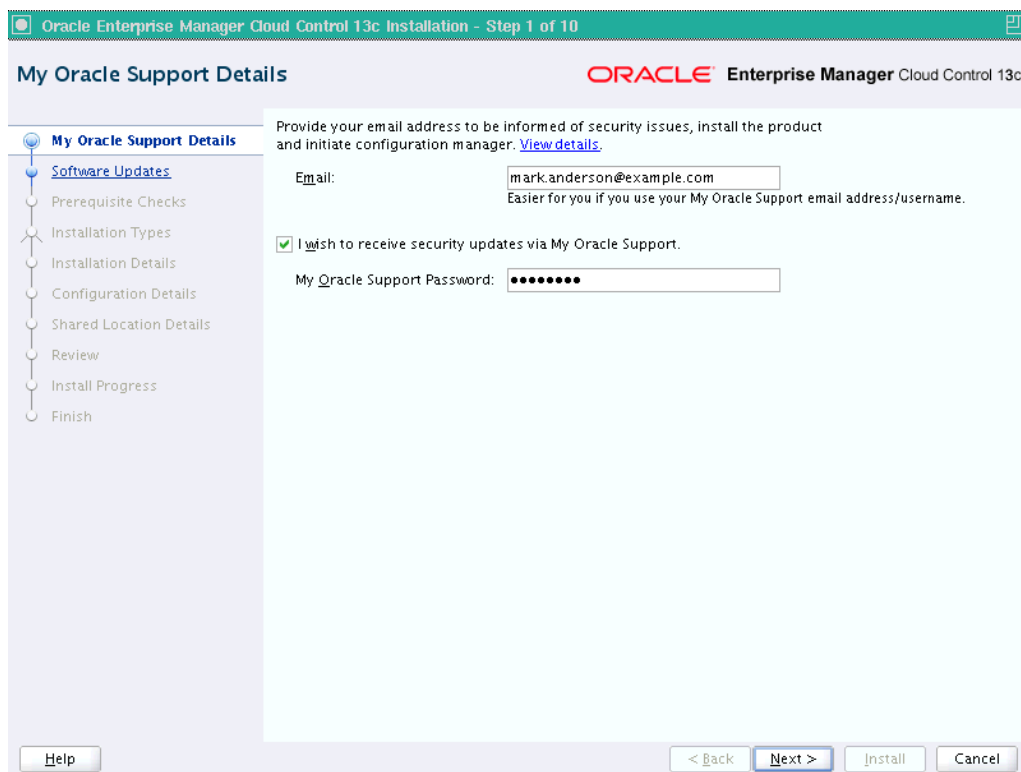 Oracle Enterprise Manager Cloud Control 13c Installation - Step 1 of 10
My Oracle Support Details
ORACLE Enterprise Manager Cloud Control 13c
My Oracle Support Details
Software Updates
Prerequisite Checks
Installation Types
Installation Details
Configuration Details
Shared Location Details
Review
Install Progress
Finish
Provide your email address to be informed of security issues, install the product
and initiate configuration manager. View details.
Email: mark.anderson@example.com
Easier for you if you use your My Oracle Support email address/username.
I wish to receive security updates via My Oracle Support.
My Oracle Support Password: ••••••••
Help < Back Next > Install Cancel